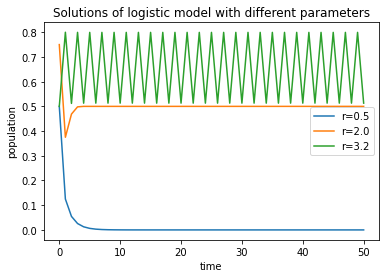 Solutions of logistic model with different parameters
population
0.8
0.7
0.6
0.5
0.4
0.3
0.2
0.1
0.0
r=0.5
r=2.0
r=3.2
0
10
20
30
40
50
time